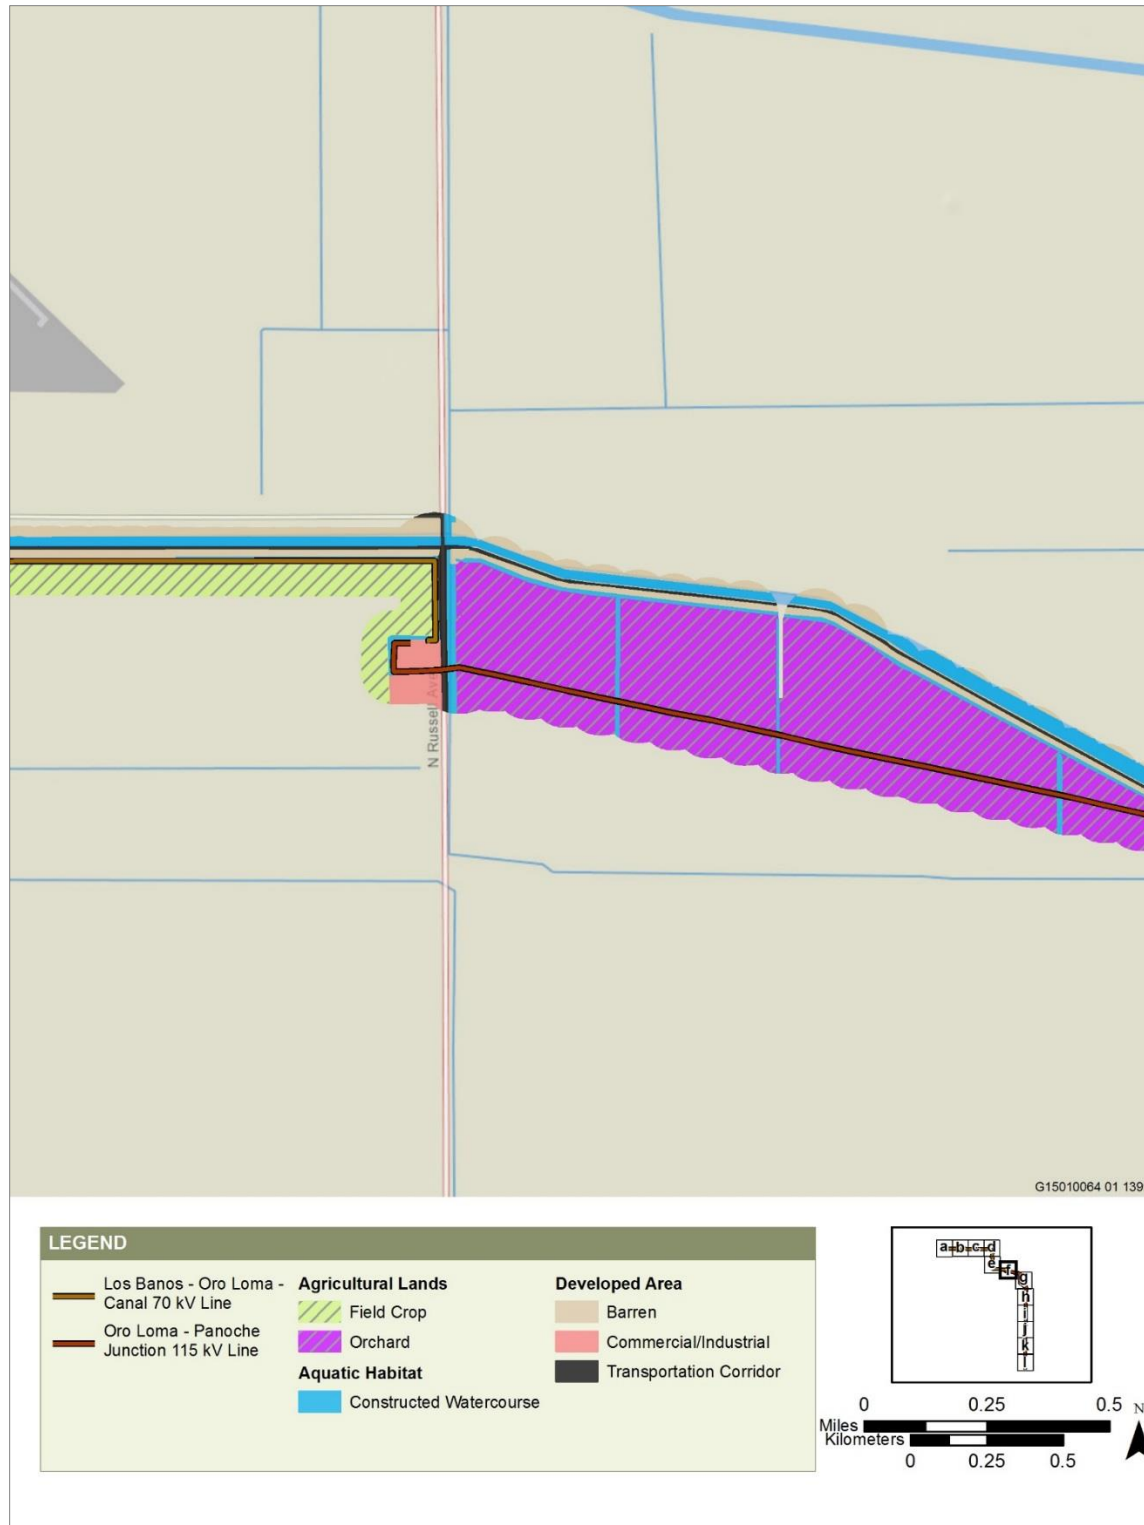 N Russell Ave
G15010064 01 139
LEGEND
Los Banos - Oro Loma -
Canal 70 kV Line
Oro Loma - Panoche
Junction 115 kV Line
Agricultural Lands
Field Crop
Orchard
Aquatic Habitat
Constructed Watercourse
Developed Area
Barren
Commercial/Industrial
Transportation Corridor
a b c d
e f
g
h
i
j
k
l
0 0.25 0.5
N
Miles
Kilometers
0 0.25 0.5